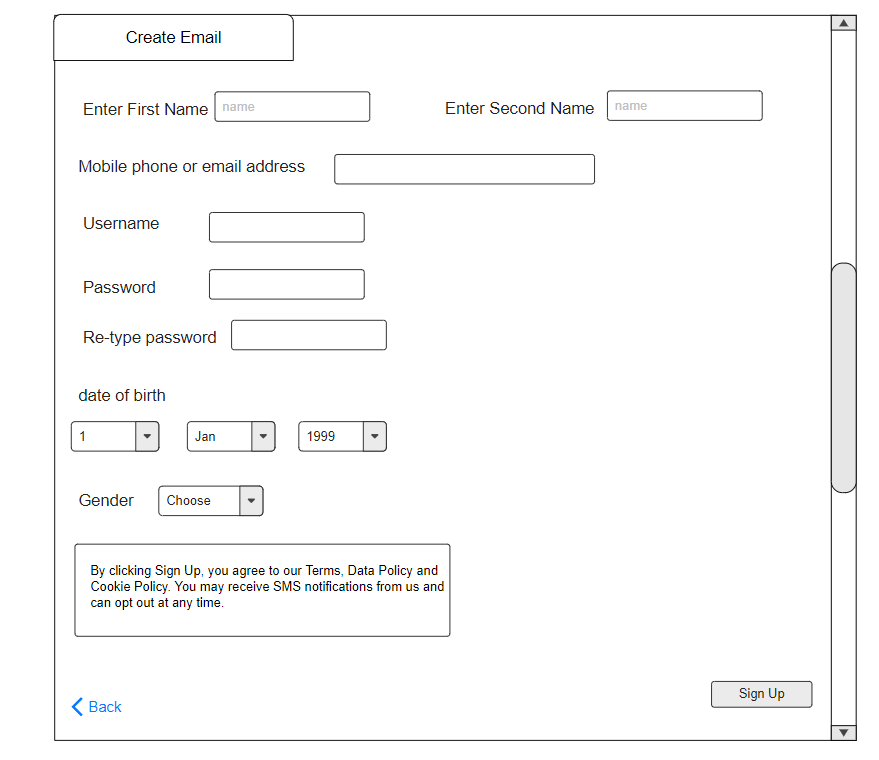 Create Email
Enter First Name name Enter Second Name name
Mobile phone or email address
Username
Password
Re-type password
date of birth
1 Jan 1999
Gender Choose
By clicking Sign Up, you agree to our Terms, Data Policy and
Cookie Policy. You may receive SMS notifications from us and
can opt out at any time.
Back Sign Up